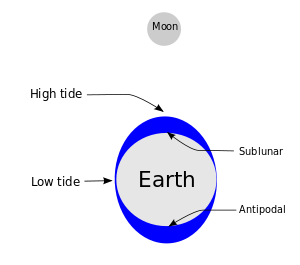 Moon
High tide
Sublunar
Low tide
Earth
Antipodal